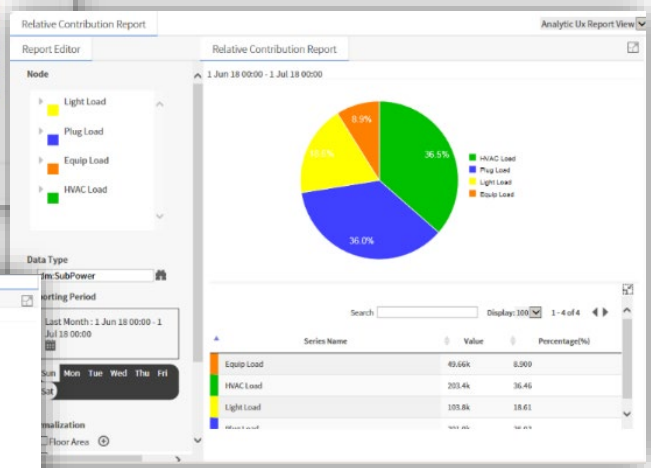 Relative Contribution Report
Analytic Ux Report View
Report Editor
Relative Contribution Report
Node
1 Jun 18 00:00 - 1 Jul 18 00:00
Light Load
Plug Load
Equip Load
HVAC Load
8.9%
36.5%
36.0%
HVAC Load
Plug Load
Light Load
Equip Load
Data Type
dm:SubPower
orting Period
Last Month : 1 Jun 18 00:00 - 1
Jul 18 00:00
Sun Mon Tue Wed Thu Fri
Sat
malization
Floor Area
Search
Display: 100
1 - 4 of 4
Series Name
Value
Percentage(%)
Equip Load
49.66k
8.900
HVAC Load
203.4k
36.46
Light Load
103.8k
18.61